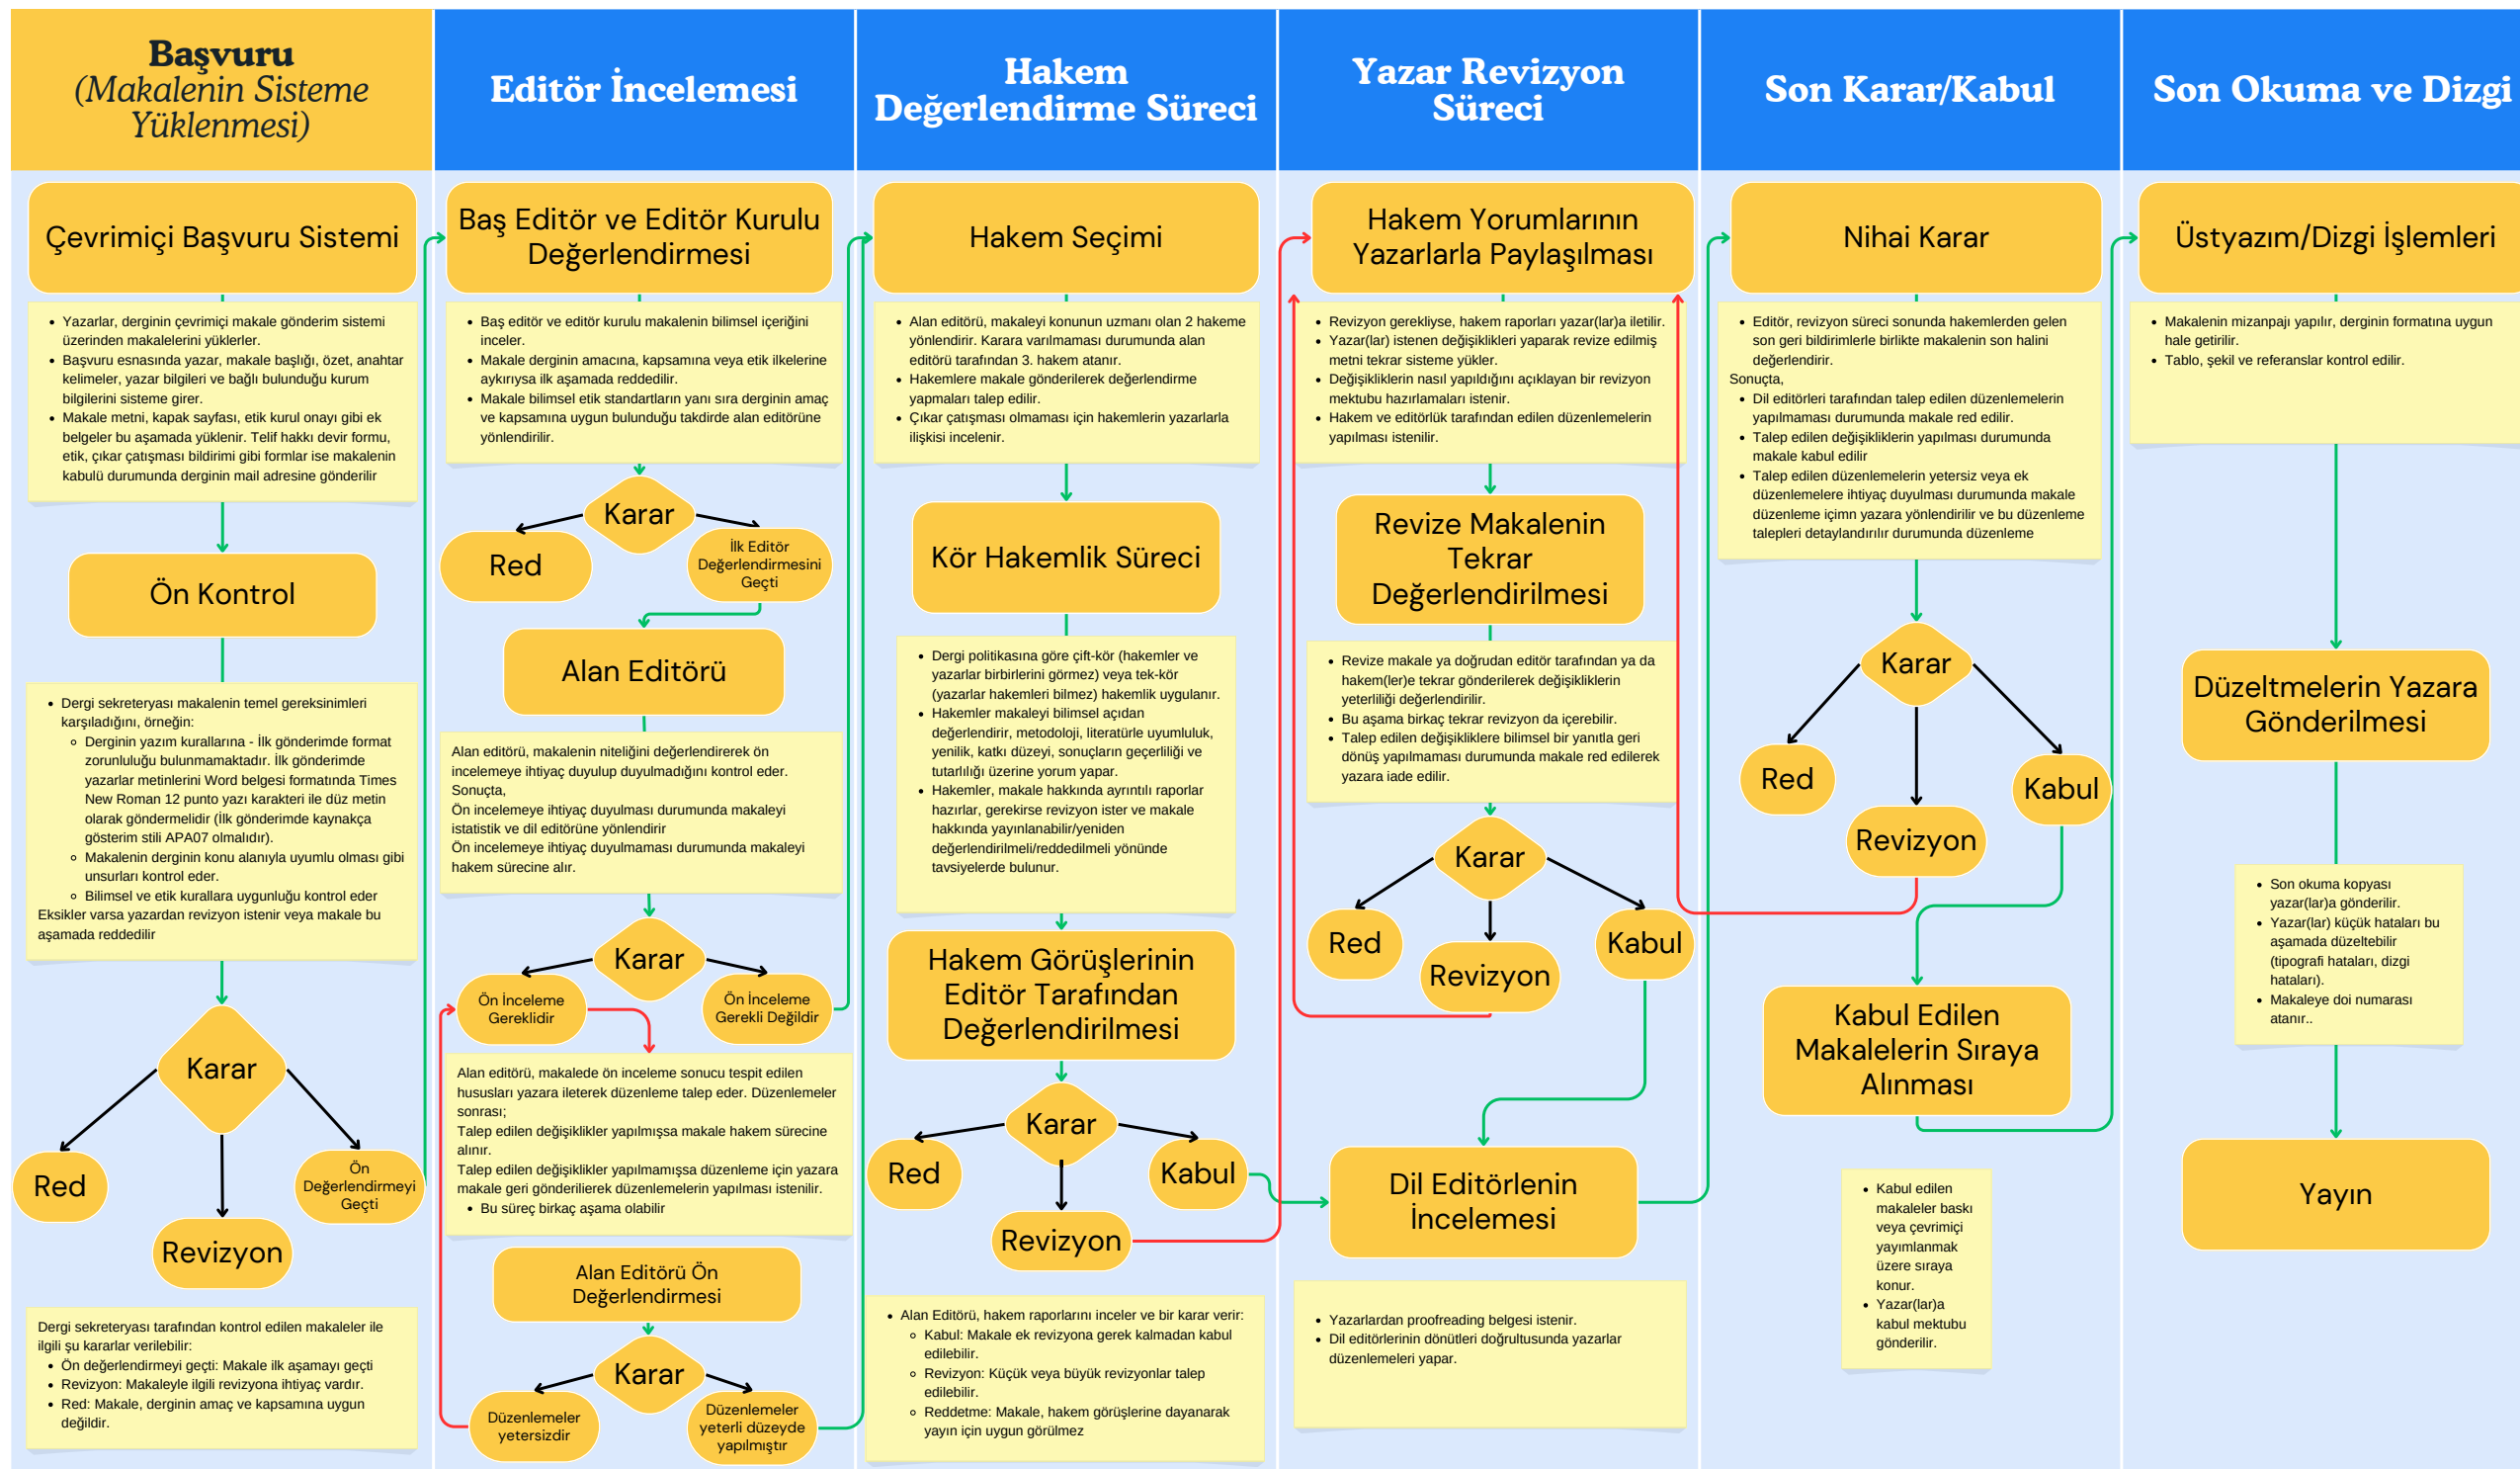 Başvuru
(Makalenin Sisteme
Yüklenmesi)
Çevrimiçi Başvuru Sistemi
Yazarlar, derginin çevrimiçi makale gönderim sistemi
üzerinden makalelerini yüklerler.
Başvuru esnasında yazar, makale başlığı, özet, anahtar
kelimeler, yazar bilgileri ve bağlı bulunduğu kurum
bilgilerini sisteme girer.
Makale metni, kapak sayfası, etik kurul onayı gibi ek
belgeler bu aşamada yüklenir. Telif hakkı devir formu,
etik, çıkar çatışması bildirimi gibi formlar ise makalenin
kabulü durumunda derginin mail adresine gönderilir
Ön Kontrol
Dergi sekreteryası makalenin temel gereksinimleri
karşıladığını, örneğin:
Derginin yazım kurallarına - İlk gönderimde format
zorunluluğu bulunmamaktadır. İlk gönderimde
yazarlar metinlerini Word belgesi formatında Times
New Roman 12 punto yazı karakteri ile düz metin
olarak göndermelidir (İlk gönderimde kaynakça
gösterim stili APA07 olmalıdır).
Makalenin derginin konu alanıyla uyumlu olması gibi
unsurları kontrol eder.
Bilimsel ve etik kurallara uygunluğu kontrol eder
Eksikler varsa yazardan revizyon istenir veya makale bu
aşamada reddedilir
Karar
Red
Revizyon
Ön
Değerlendirmeyi
Geçti
Dergi sekreteryası tarafından kontrol edilen makaleler ile
ilgili şu kararlar verilebilir:
Ön değerlendirmeyi geçti: Makale ilk aşamayı geçti
Revizyon: Makaleyle ilgili revizyona ihtiyaç vardır.
Red: Makale, derginin amaç ve kapsamına uygun
değildir.
Editör İncelemesi
Baş Editör ve Editör Kurulu
Değerlendirmesi
Baş editör ve editör kurulu makalenin bilimsel içeriğini
inceler.
Makale derginin amacına, kapsamına veya etik ilkelerine
aykırıysa ilk aşamada reddedilir.
Makale bilimsel etik standartların yanı sıra derginin amaç
ve kapsamına uygun bulunduğu takdirde alan editörüne
yönlendirilir.
Karar
Red
İlk Editör
Değerlendirmesini
Geçti
Alan Editörü
Alan editörü, makalenin niteliğini değerlendirerek ön
incelemeye ihtiyaç duyulup duyulmadığını kontrol eder.
Sonuçta,
Ön incelemeye ihtiyaç duyulması durumunda makaleyi
istatistik ve dil editörüne yönlendirir
Ön incelemeye ihtiyaç duyulmaması durumunda makaleyi
hakem sürecine alır.
Karar
Ön İnceleme
Gereklidir
Ön İnceleme
Gerekli Değildir
Alan editörü, makalede ön inceleme sonucu tespit edilen
hususları yazara ileterek düzenleme talep eder. Düzenlemeler
sonrası;
Talep edilen değişiklikler yapılmışsa makale hakem sürecine
alınır.
Talep edilen değişiklikler yapılmamışsa düzenleme için yazara
makale geri gönderilierek düzenlemelerin yapılması istenilir.
Bu süreç birkaç aşama olabilir
Alan Editörü Ön
Değerlendirmesi
Karar
Düzenlemeler
yetersizdir
Düzenlemeler
yeterli düzeyde
yapılmıştır
Hakem
Değerlendirme Süreci
Hakem Seçimi
Alan editörü, makaleyi konunun uzmanı olan 2 hakeme
yönlendirir. Karara varılmaması durumunda alan
editörü tarafından 3. hakem atanır.
Hakemlere makale gönderilerek değerlendirme
yapmaları talep edilir.
Çıkar çatışması olmaması için hakemlerin yazarlarla
ilişkisi incelenir.
Kör Hakemlik Süreci
Dergi politikasına göre çift-kör (hakemler ve
yazarlar birbirlerini görmez) veya tek-kör
(yazarlar hakemleri bilmez) hakemlik uygulanır.
Hakemler makaleyi bilimsel açıdan
değerlendirir, metodoloji, literatürle uyumluluk,
yenilik, katkı düzeyi, sonuçların geçerliliği ve
tutarlılığı üzerine yorum yapar.
Hakemler, makale hakkında ayrıntılı raporlar
hazırlar, gerekirse revizyon ister ve makale
hakkında yayınlanabilir/yeniden
değerlendirilmeli/reddedilmeli yönünde
tavsiyelerde bulunur.
Hakem Görüşlerinin
Editör Tarafından
Değerlendirilmesi
Karar
Red
Revizyon
Kabul
Alan Editörü, hakem raporlarını inceler ve bir karar verir:
Kabul: Makale ek revizyona gerek kalmadan kabul
edilebilir.
Revizyon: Küçük veya büyük revizyonlar talep
edilebilir.
Reddetme: Makale, hakem görüşlerine dayanarak
yayın için uygun görülmez
Yazar Revizyon
Süreci
Hakem Yorumlarının
Yazarlarla Paylaşılması
Revizyon gerekliyse, hakem raporları yazar(lar)a iletilir.
Yazar(lar) istenen değişiklikleri yaparak revize edilmiş
metni tekrar sisteme yükler.
Değişikliklerin nasıl yapıldığını açıklayan bir revizyon
mektubu hazırlamaları istenir.
Hakem ve editörlük tarafından edilen düzenlemelerin
yapılması istenilir.
Revize Makalenin
Tekrar
Değerlendirilmesi
Revize makale ya doğrudan editör tarafından ya da
hakem(ler)e tekrar gönderilerek değişikliklerin
yeterliliği değerlendirilir.
Bu aşama birkaç tekrar revizyon da içerebilir.
Talep edilen değişikliklere bilimsel bir yanıtla geri
dönüş yapılmaması durumunda makale red edilerek
yazara iade edilir.
Karar
Red
Revizyon
Kabul
Dil Editörlenin
İncelemesi
Yazarlardan proofreading belgesi istenir.
Dil editörlerinin dönütleri doğrultusunda yazarlar
düzenlemeleri yapar.
Son Karar/Kabul
Nihai Karar
Editör, revizyon süreci sonunda hakemlerden gelen
son geri bildirimlerle birlikte makalenin son halini
değerlendirir.
Sonuçta,
Dil editörleri tarafından talep edilen düzenlemelerin
yapılmaması durumunda makale red edilir.
Talep edilen değişikliklerin yapılması durumunda
makale kabul edilir
Talep edilen düzenlemelerin yetersiz veya ek
düzenlemelere ihtiyaç duyulması durumunda makale
düzenleme içimn yazara yönlendirilir ve bu düzenleme
talepleri detaylandırılır durumunda düzenleme
Karar
Red
Revizyon
Kabul
Kabul Edilen
Makalelerin Sıraya
Alınması
Kabul edilen
makaleler baskı
veya çevrimiçi
yayımlanmak
üzere sıraya
konur.
Yazar(lar)a
kabul mektubu
gönderilir.
Son Okuma ve Dizgi
Üstyazım/Dizgi İşlemleri
Makalenin mizanpajı yapılır, derginin formatına uygun
hale getirilir.
Tablo, şekil ve referanslar kontrol edilir.
Düzeltmelerin Yazara
Gönderilmesi
Son okuma kopyası
yazar(lar)a gönderilir.
Yazar(lar) küçük hataları bu
aşamada düzeltebilir
(tipografi hataları, dizgi
hataları).
Makaleye doi numarası
atanır..
Yayın